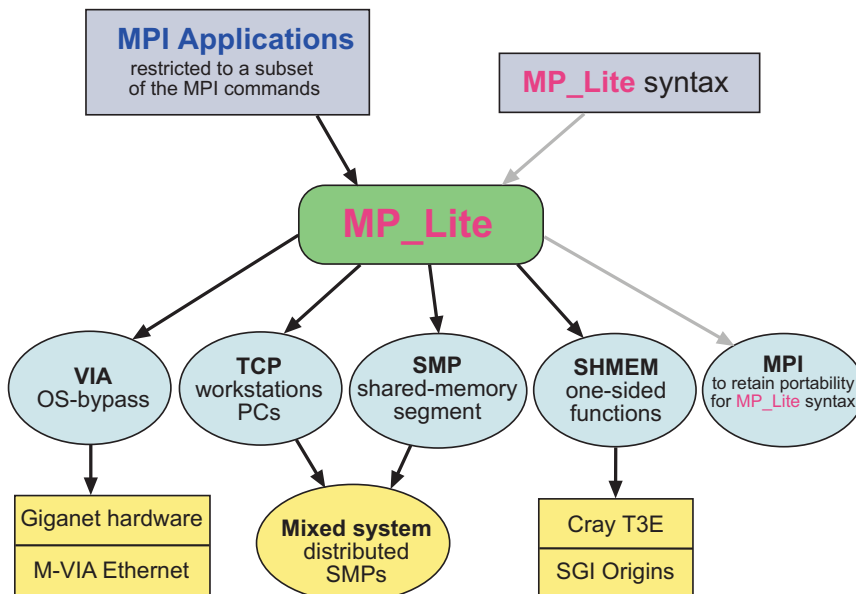 MPI Applications
restricted to a subset
of the MPI commands
MP_Lite syntax
MP_Lite
VIA
OS-bypass
TCP
workstations
PCs
SMP
shared-memory
segment
SHMEM
one-sided
functions
MPI
to retain portability
for MP_Lite syntax
Giganet hardware
M-VIA Ethernet
Mixed system
distributed
SMPs
Cray T3E
SGI Origins